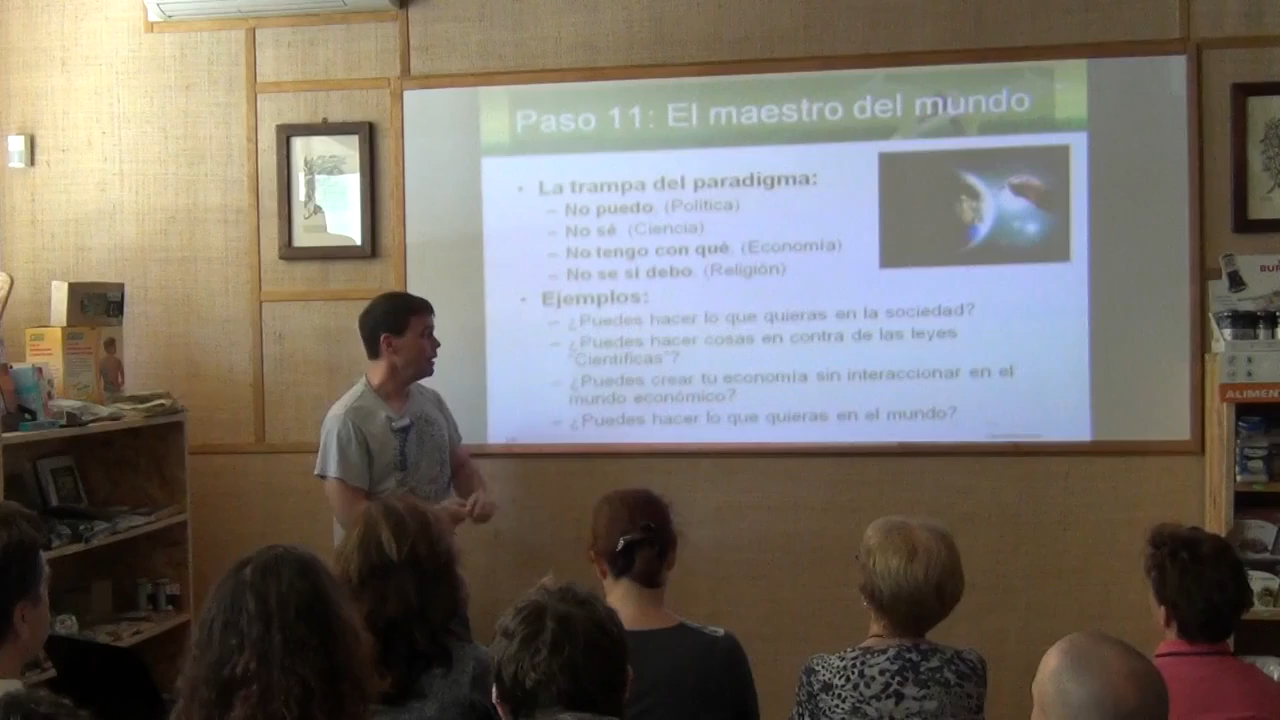 Paso 11: El maestro del mundo
• La trampa del paradigma:
– No puedo. (Política)
– No sé. (Ciencia)
– No tengo con qué. (Economía)
– No se si debo. (Religión)
• Ejemplos:
– ¿Puedes hacer lo que quieras en la sociedad?
– ¿Puedes hacer cosas en contra de las leyes
"Científicas"?
– ¿Puedes crear tu economía sin interaccionar en el
mundo económico?
– ¿Puedes hacer lo que quieras en el mundo?
ALIMEN